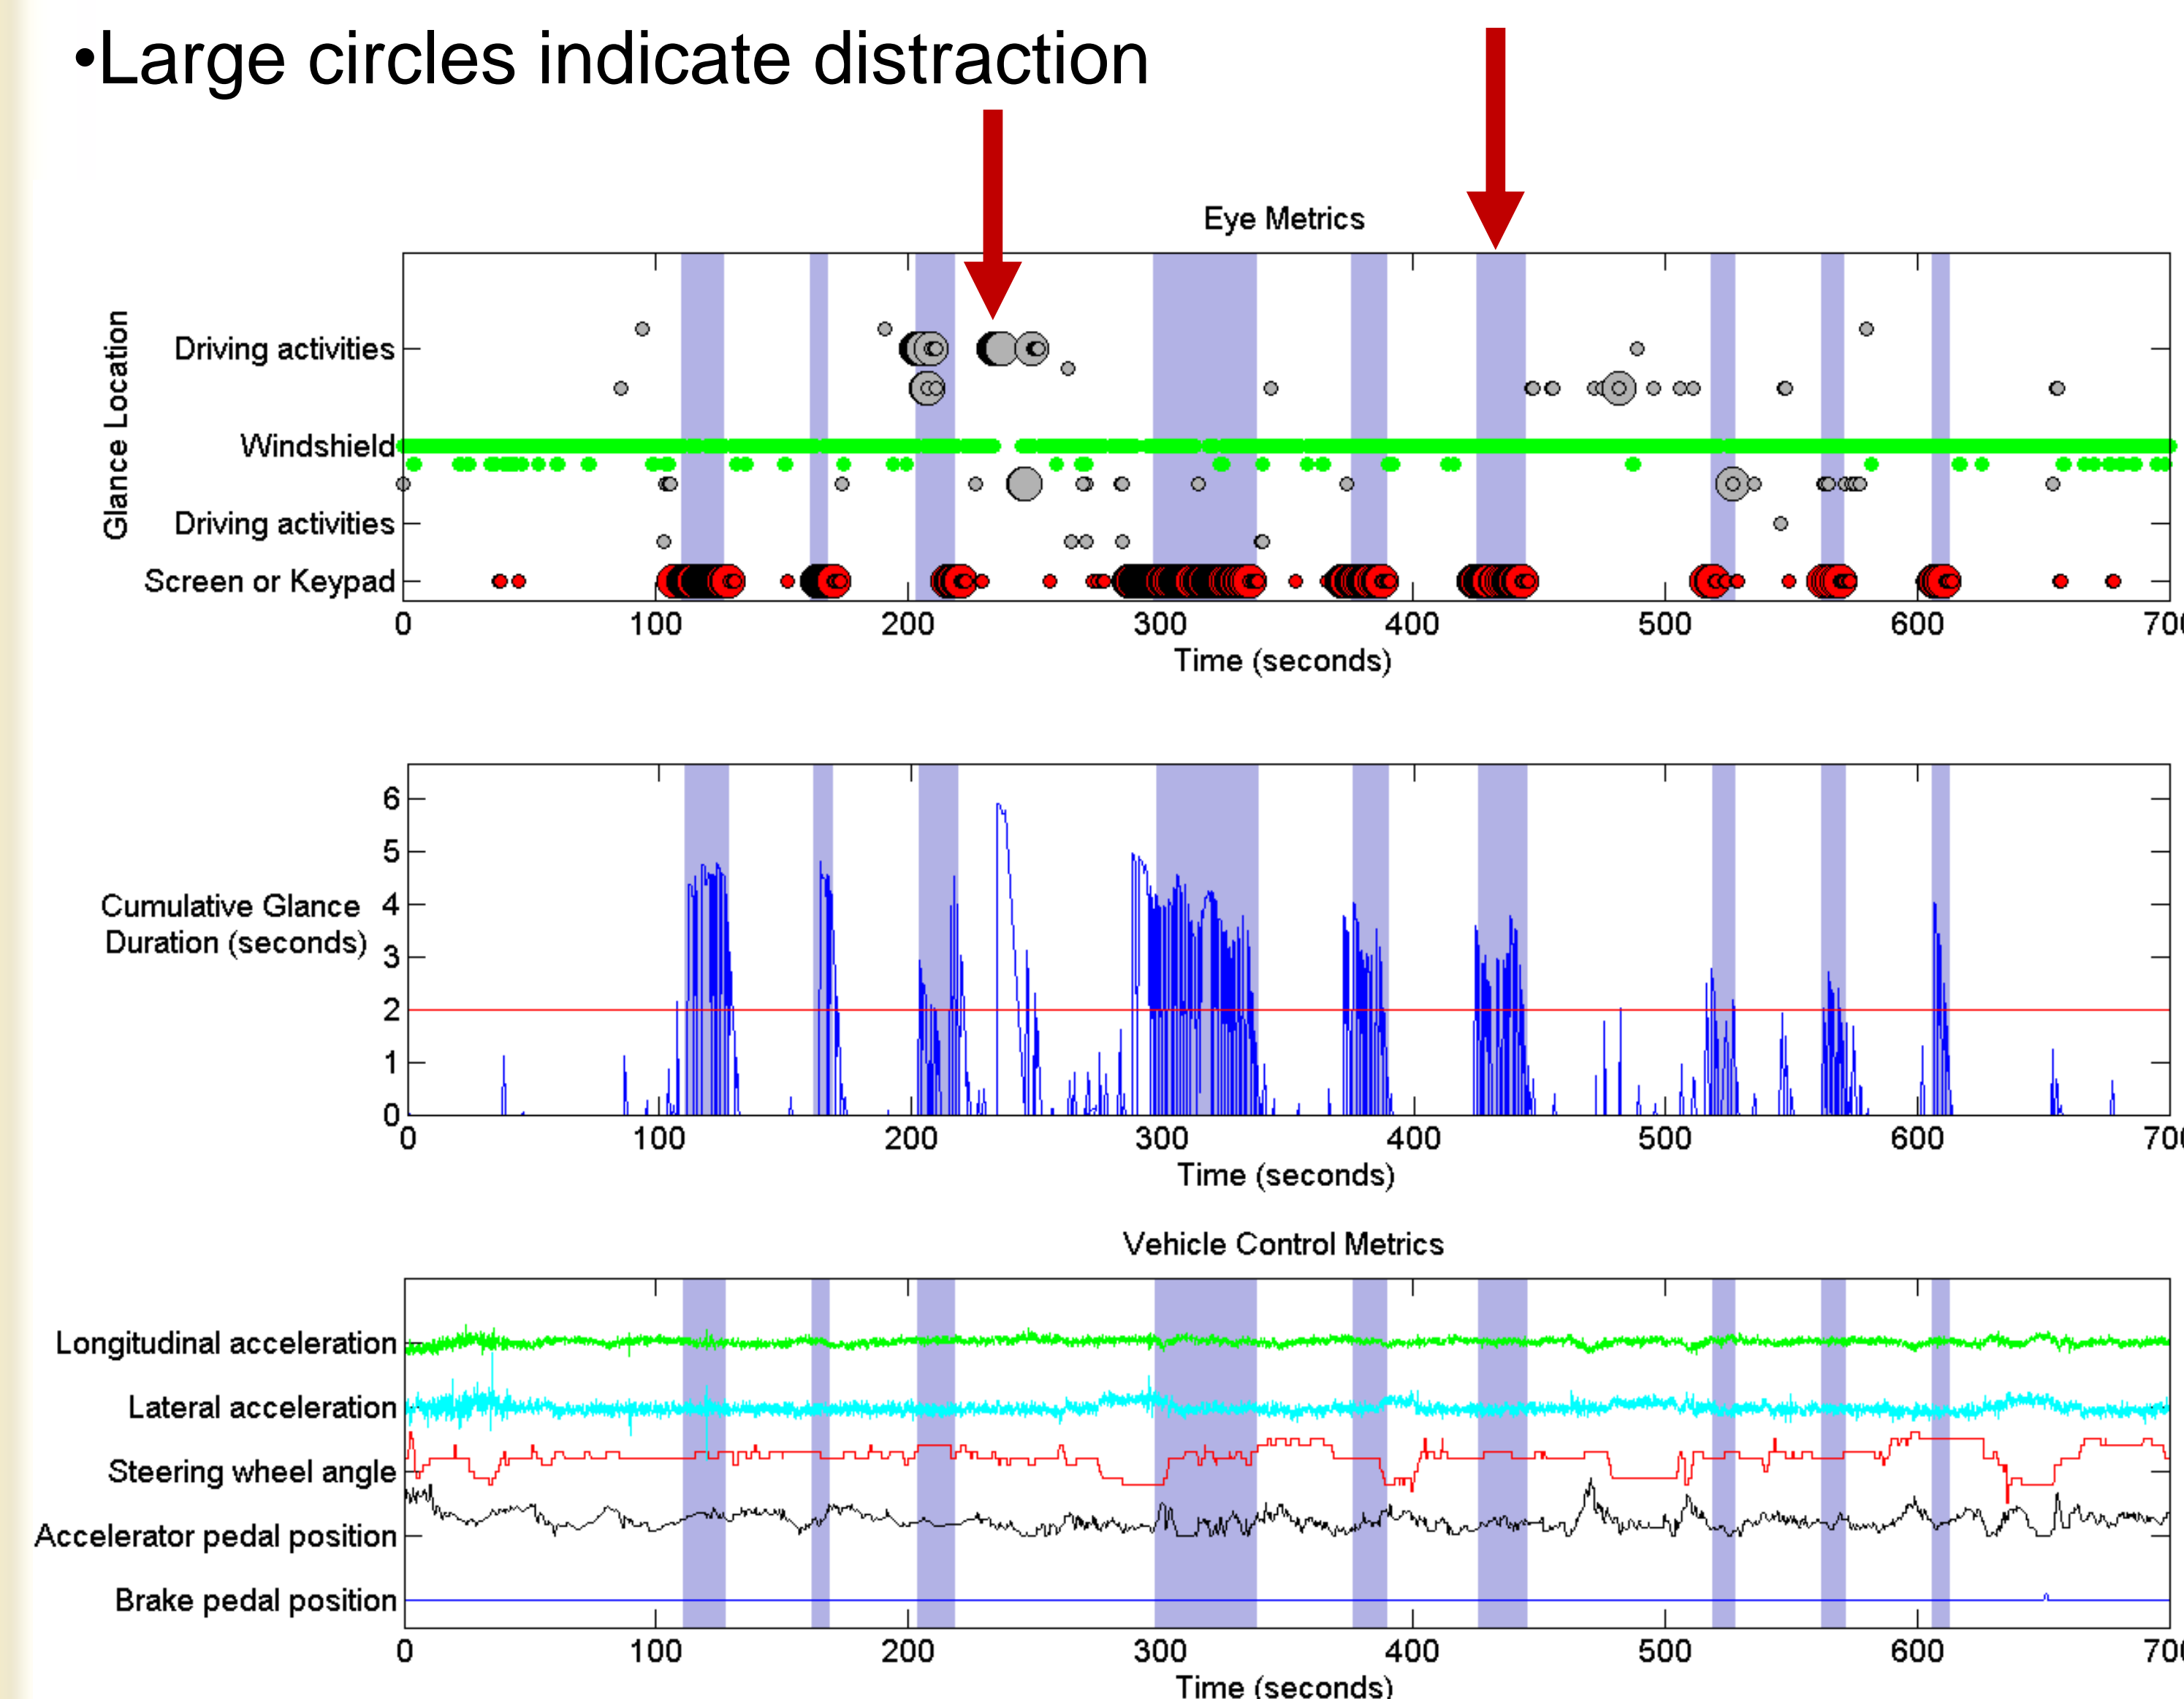 •Large circles indicate distraction
Eye Metrics
Glance Location
Driving activities
Windshield
Driving activities
Screen or Keypad
0 100 200 300 400 500 600 700
Time (seconds)
Cumulative Glance
Duration (seconds)
6
5
4
3
2
1
0
0 100 200 300 400 500 600 700
Time (seconds)
Vehicle Control Metrics
Longitudinal acceleration
Lateral acceleration
Steering wheel angle
Accelerator pedal position
Brake pedal position
0 100 200 300 400 500 600 700
Time (seconds)